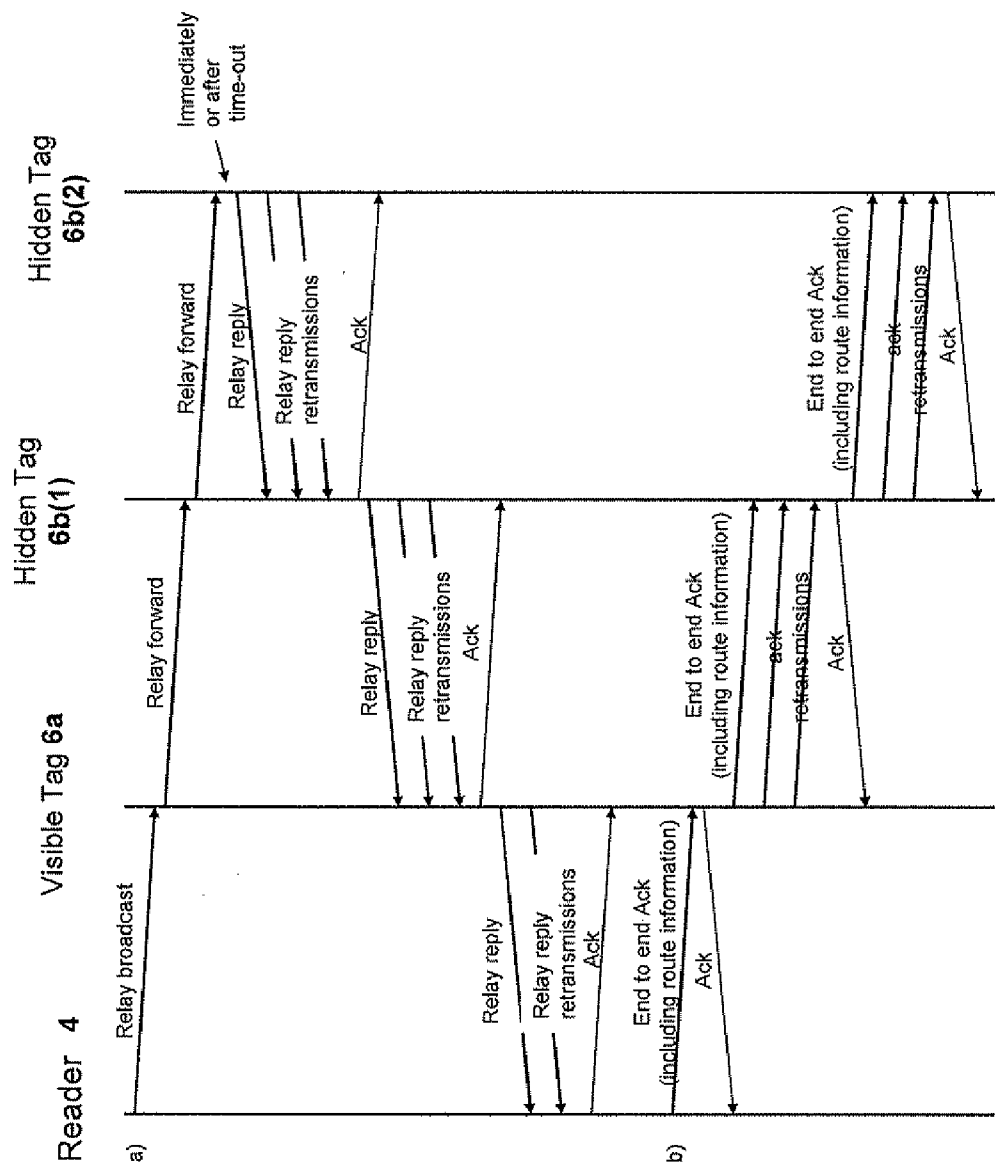 Reader 4
Visible Tag 6a
Hidden Tag
6b(1)
Hidden Tag
6b(2)
a)
Relay broadcast
Relay forward
Relay forward
Immediately
or after
time-out
Relay reply
Relay reply
retransmissions
Ack
Relay reply
Relay reply
retransmissions
Ack
Relay reply
Relay reply
retransmissions
Ack
b)
End to end Ack
(including route information)
Ack
End to end Ack
(including route information)
ack
retransmissions
Ack
End to end Ack
(including route information)
ack
retransmissions
Ack